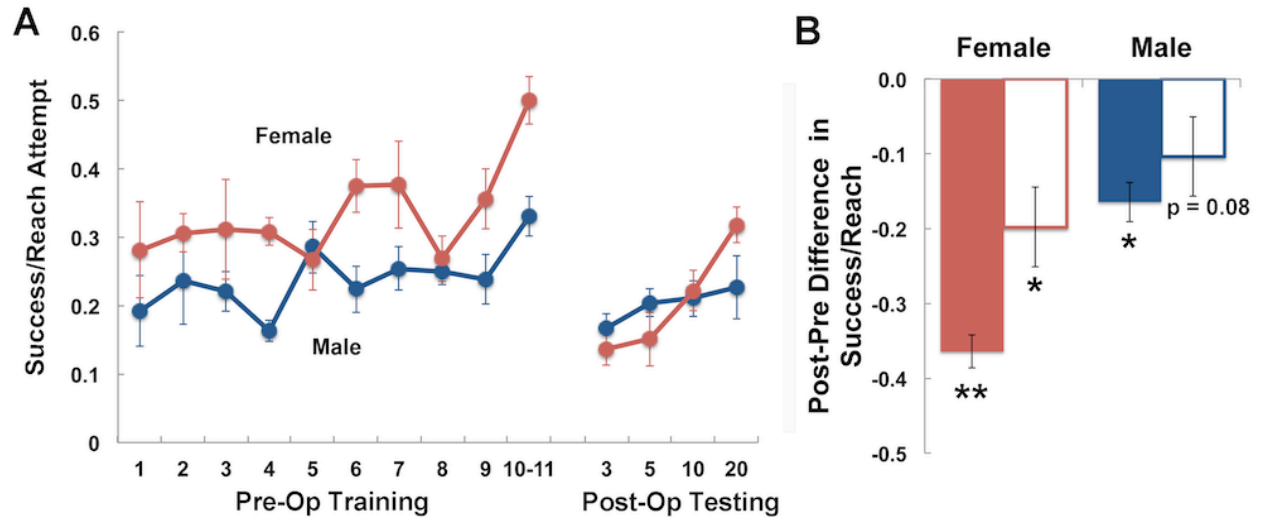 A
Success/Reach Attempt
0.6
0.5
0.4
0.3
0.2
0.1
0
Female
Male
1 2 3 4 5 6 7 8 9 10-11 3 5 10 20
Pre-Op Training Post-Op Testing
B
Female Male
Post-Pre Difference in
Success/Reach
0.0
-0.1
-0.2
-0.3
-0.4
-0.5
**
*
*
p = 0.08